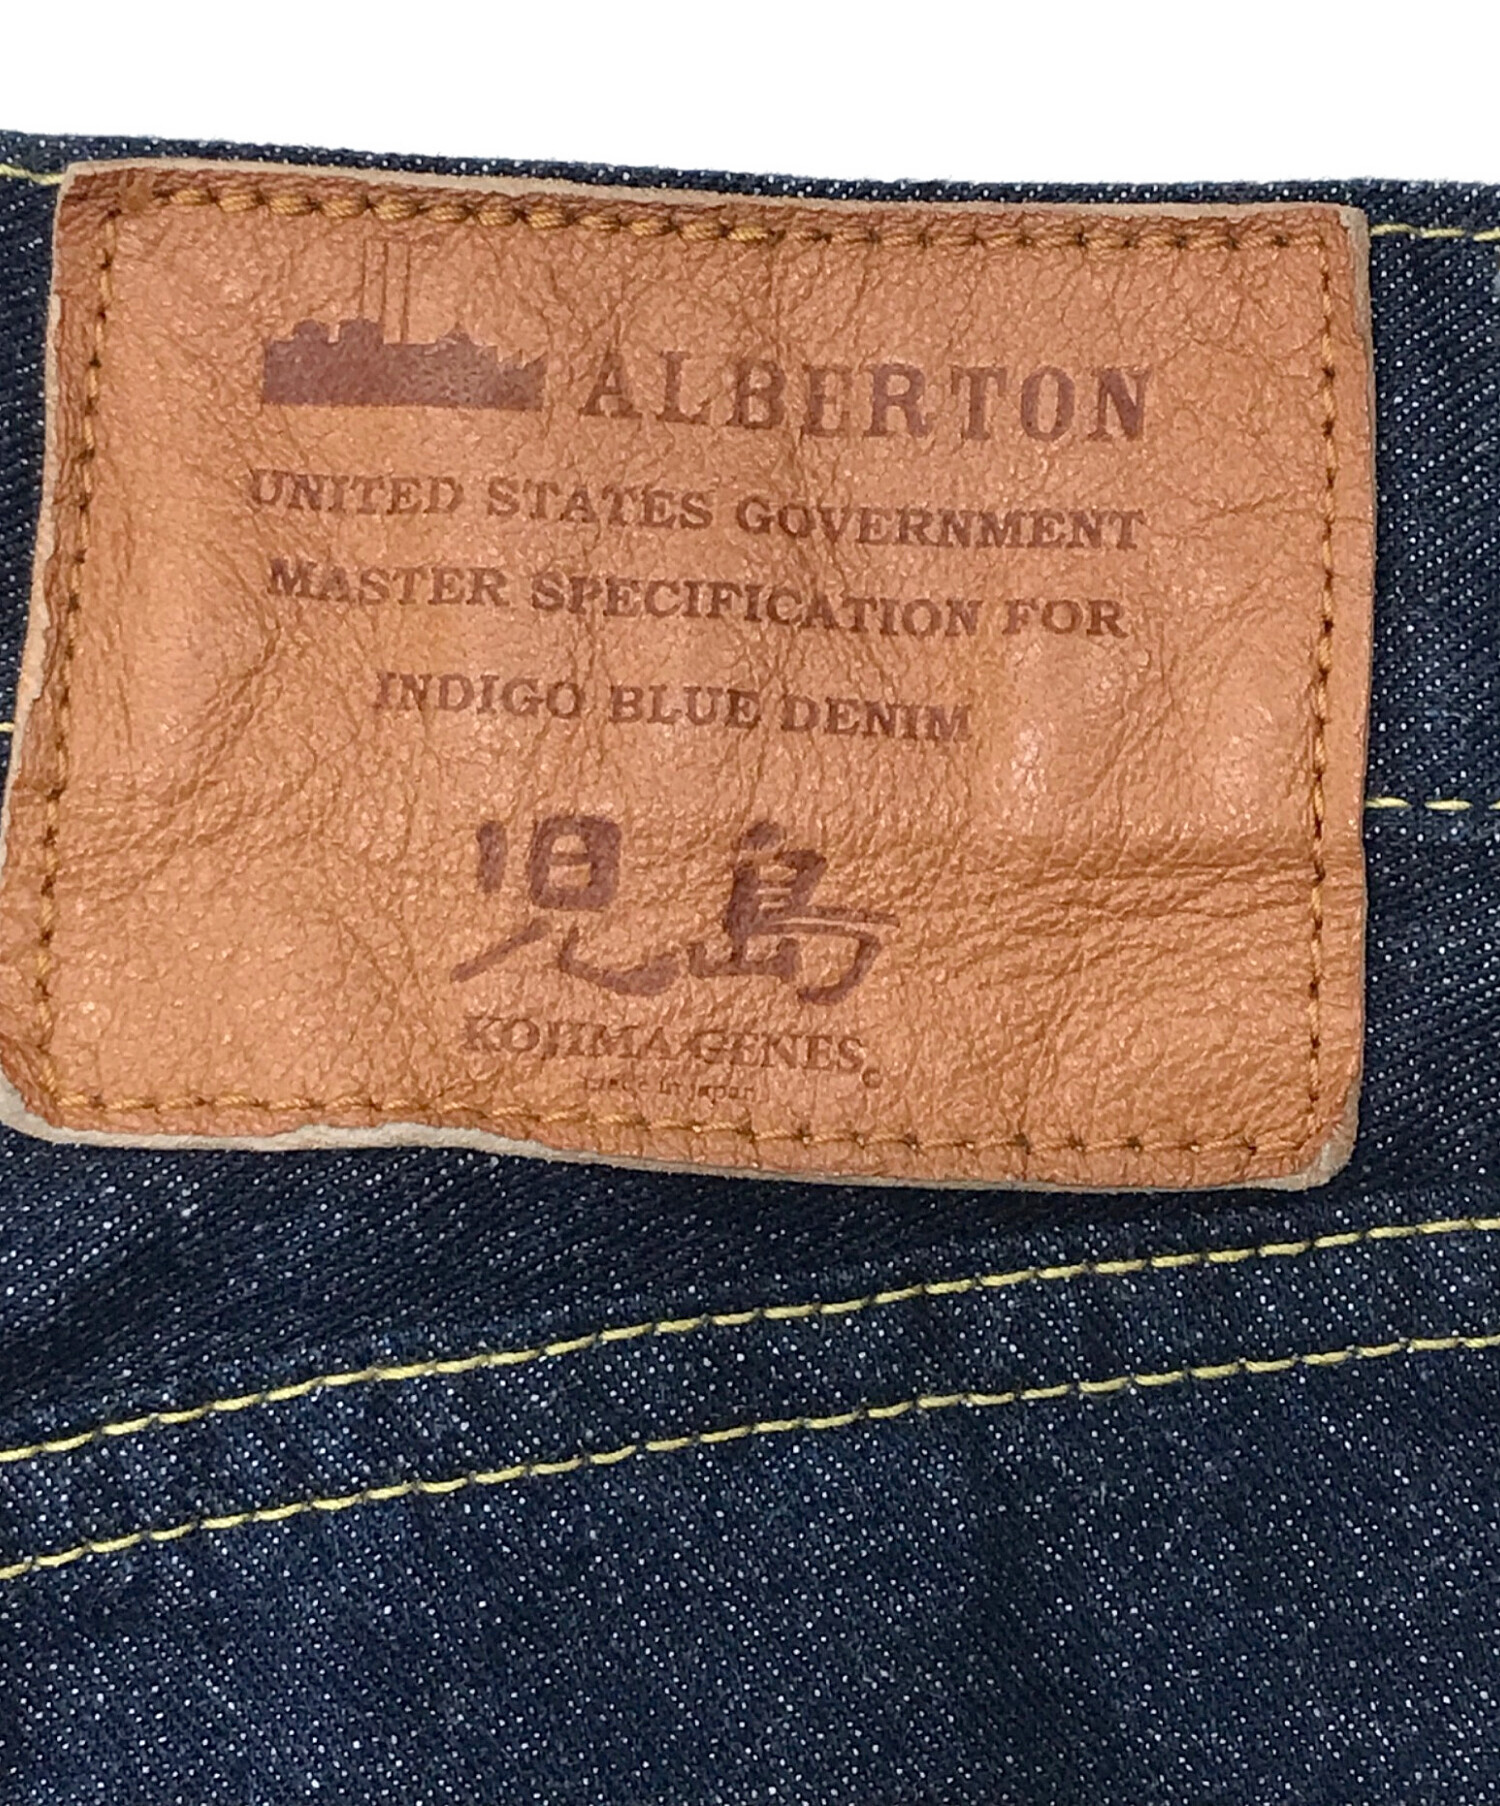 ALBERTON
UNITED STATES GOVERNMENT
MASTER SPECIFICATION FOR
INDIGO BLUE DENIM
児島
KOJIMA GENES
Made in Japan